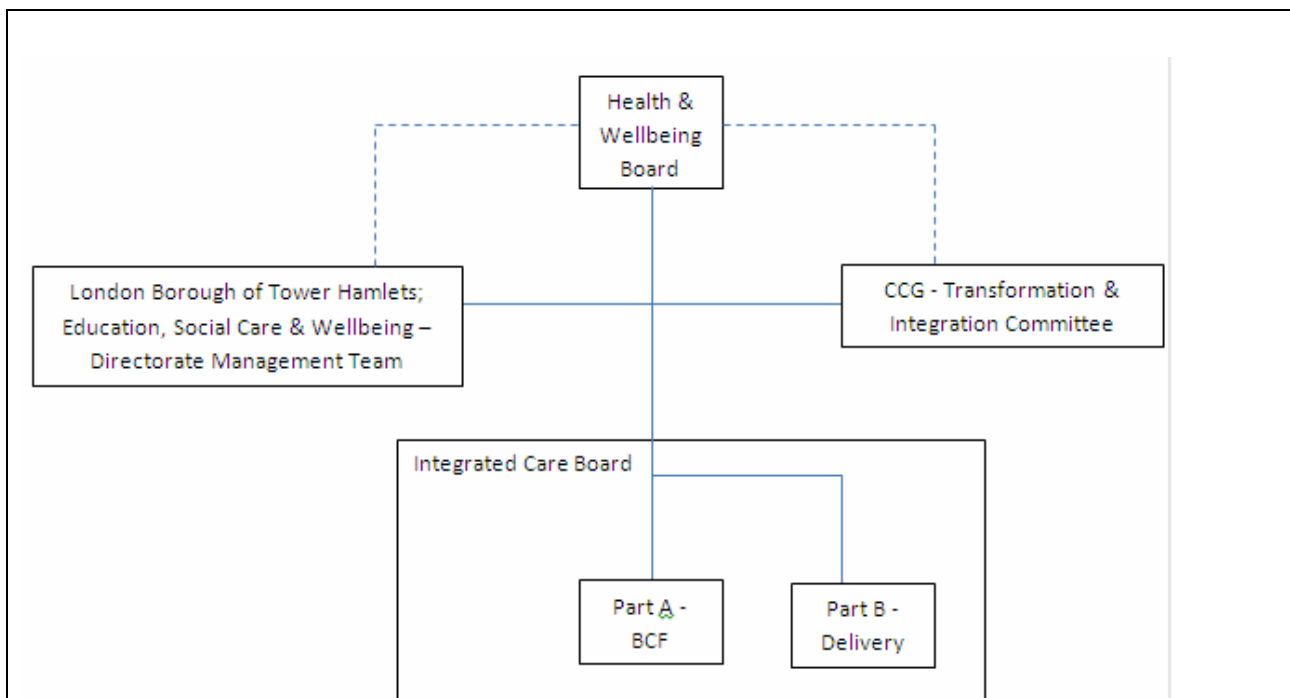 Health &
Wellbeing
Board
London Borough of Tower Hamlets;
Education, Social Care & Wellbeing –
Directorate Management Team
CCG - Transformation &
Integration Committee
Integrated Care Board
Part A -
BCF
Part B -
Delivery